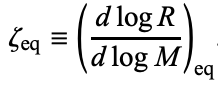 ζ_eq ≡ (d log R / d log M)_eq.